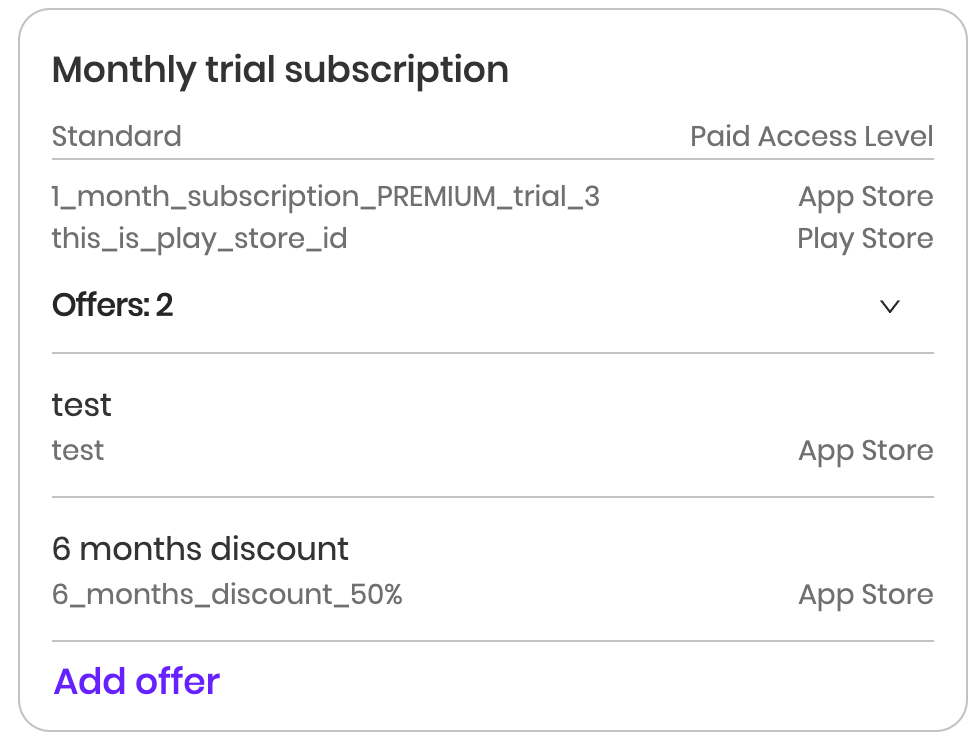 Monthly trial subscription
Standard Paid Access Level
1_month_subscription_PREMIUM_trial_3 App Store
this_is_play_store_id Play Store
Offers: 2
test
test App Store
6 months discount
6_months_discount_50% App Store
Add offer